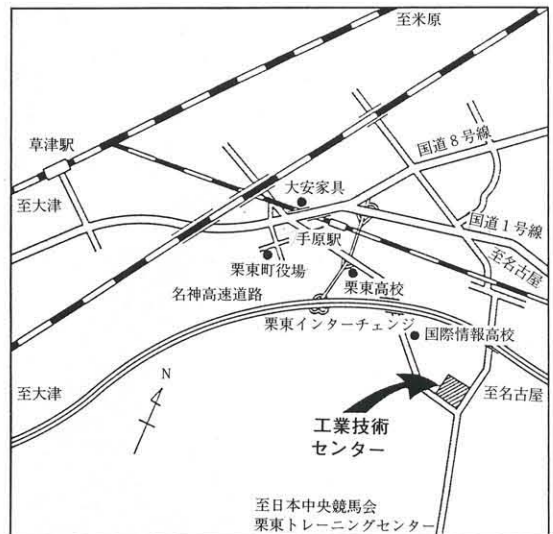 至米原
草津駅
国道8号線
大安家具
至大津
国道1号線
手原駅
至名古屋
栗東町役場
栗東高校
名神高速道路
栗東インターチェンジ
国際情報高校
N
至大津
至名古屋
工業技術
センター
至日本中央競馬会
栗東トレーニングセンター